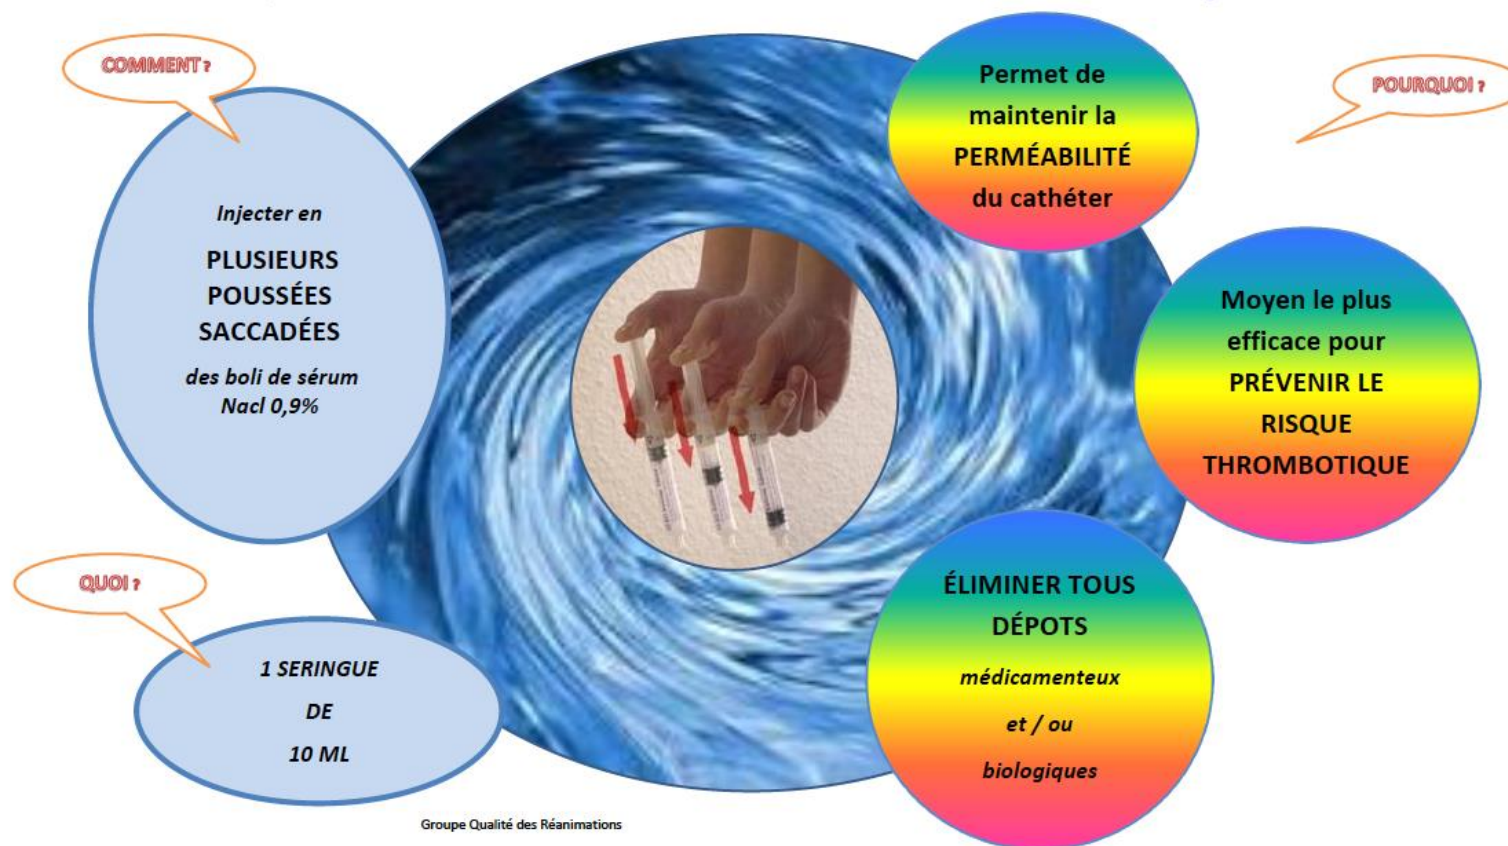 COMMENT ?
Injecter en
PLUSIEURS
POUSSÉES
SACCADÉES
des boli de sérum
Nacl 0,9%
QUOI ?
1 SERINGUE
DE
10 ML
POURQUOI ?
Permet de
maintenir la
PERMÉABILITÉ
du cathéter
Moyen le plus
efficace pour
PRÉVENIR LE
RISQUE
THROMBOTIQUE
ÉLIMINER TOUS
DÉPOTS
médicamenteux
et / ou
biologiques
Groupe Qualité des Réanimations